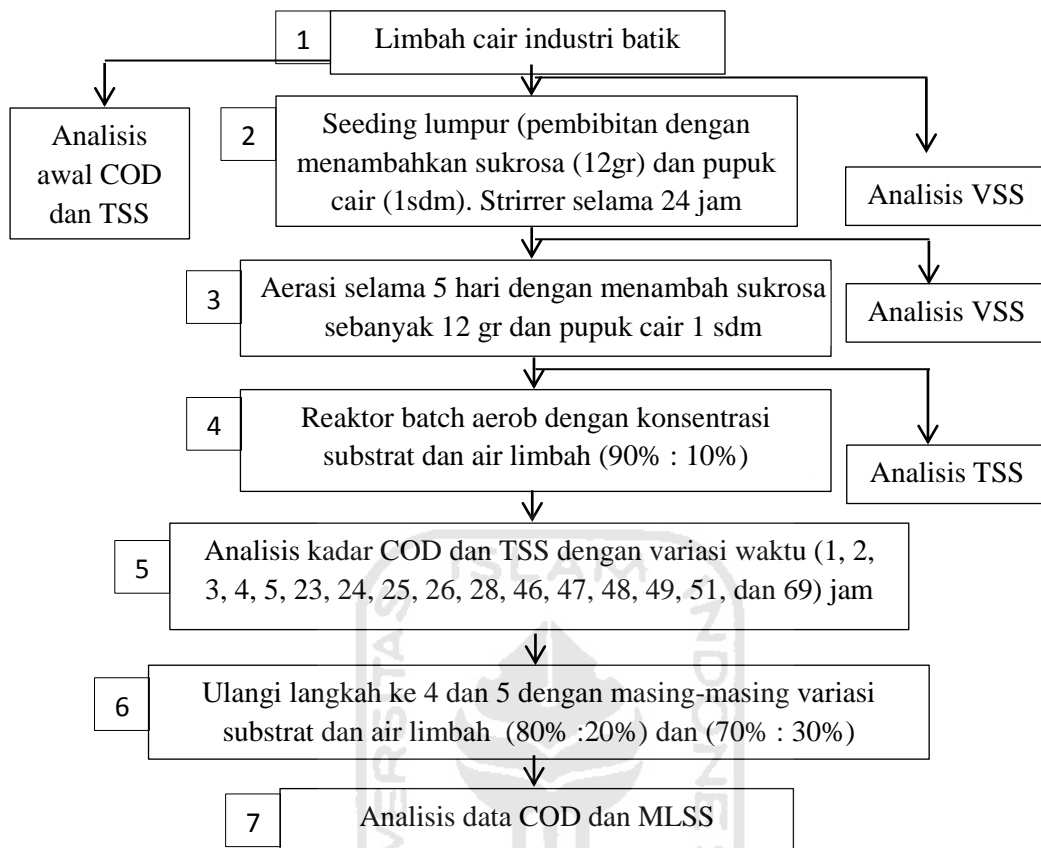 1
Limbah cair industri batik
Analisis
awal COD
dan TSS
2
Seeding lumpur (pembibitan dengan
menambahkan sukrosa (12gr) dan pupuk
cair (1sdm). Strirrer selama 24 jam
Analisis VSS
3
Aerasi selama 5 hari dengan menambah sukrosa
sebanyak 12 gr dan pupuk cair 1 sdm
Analisis VSS
4
Reaktor batch aerob dengan konsentrasi
substrat dan air limbah (90% : 10%)
Analisis TSS
5
Analisis kadar COD dan TSS dengan variasi waktu (1, 2,
3, 4, 5, 23, 24, 25, 26, 28, 46, 47, 48, 49, 51, dan 69) jam
6
Ulangi langkah ke 4 dan 5 dengan masing-masing variasi
substrat dan air limbah (80% :20%) dan (70% : 30%)
7
Analisis data COD dan MLSS
ISLAM